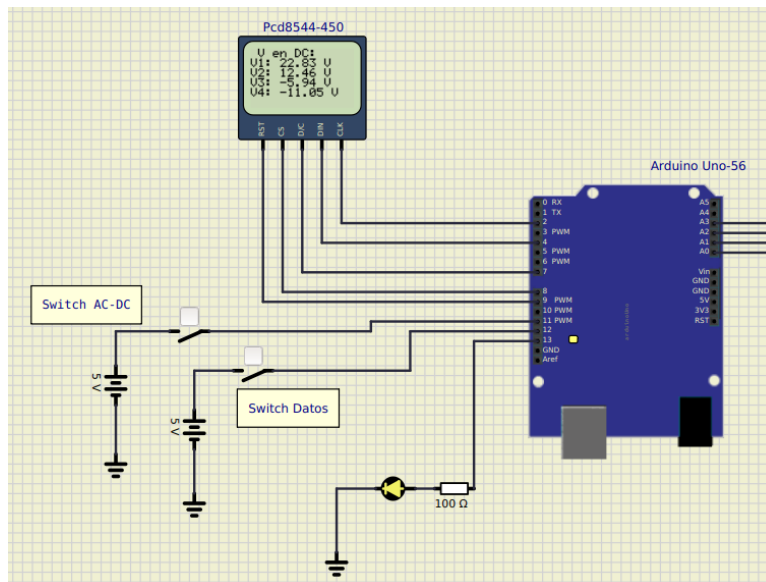 Pcd8544-450
V en DC:
V1: 22.83 V
V2: 12.46 V
V3: -5.94 V
V4: -11.05 V
RST
CS
D/C
DIN
CLK
Arduino Uno-56
0 RX
1 TX
2
3 PWM
4
5 PWM
6 PWM
7
8
9 PWM
10 PWM
11 PWM
12
13
GND
Aref
A5
A4
A3
A2
A1
A0
Vin
GND
GND
5V
3V3
RST
Switch AC-DC
5 V
Switch Datos
5 V
100 Ω